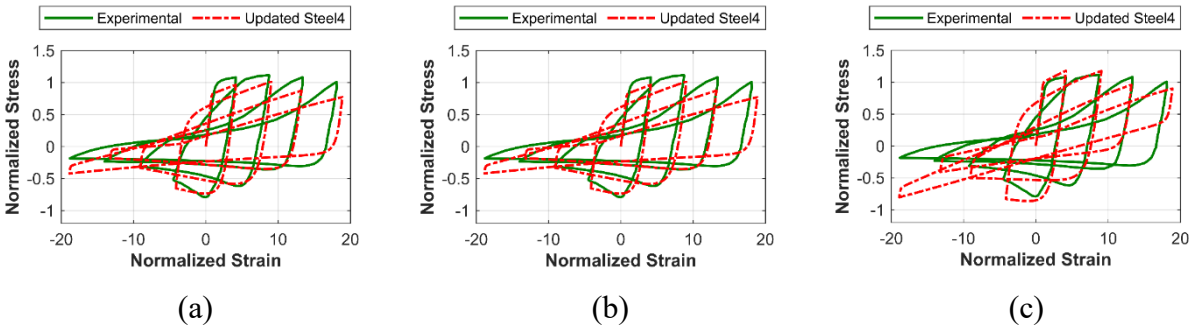 Experimental Updated Steel4
1.5
1
0.5
0
-0.5
-1
Normalized Stress
-20 -10 0 10 20
Normalized Strain
(a)
Experimental Updated Steel4
1.5
1
0.5
0
-0.5
-1
Normalized Stress
-20 -10 0 10 20
Normalized Strain
(b)
Experimental Updated Steel4
1.5
1
0.5
0
-0.5
-1
Normalized Stress
-20 -10 0 10 20
Normalized Strain
(c)